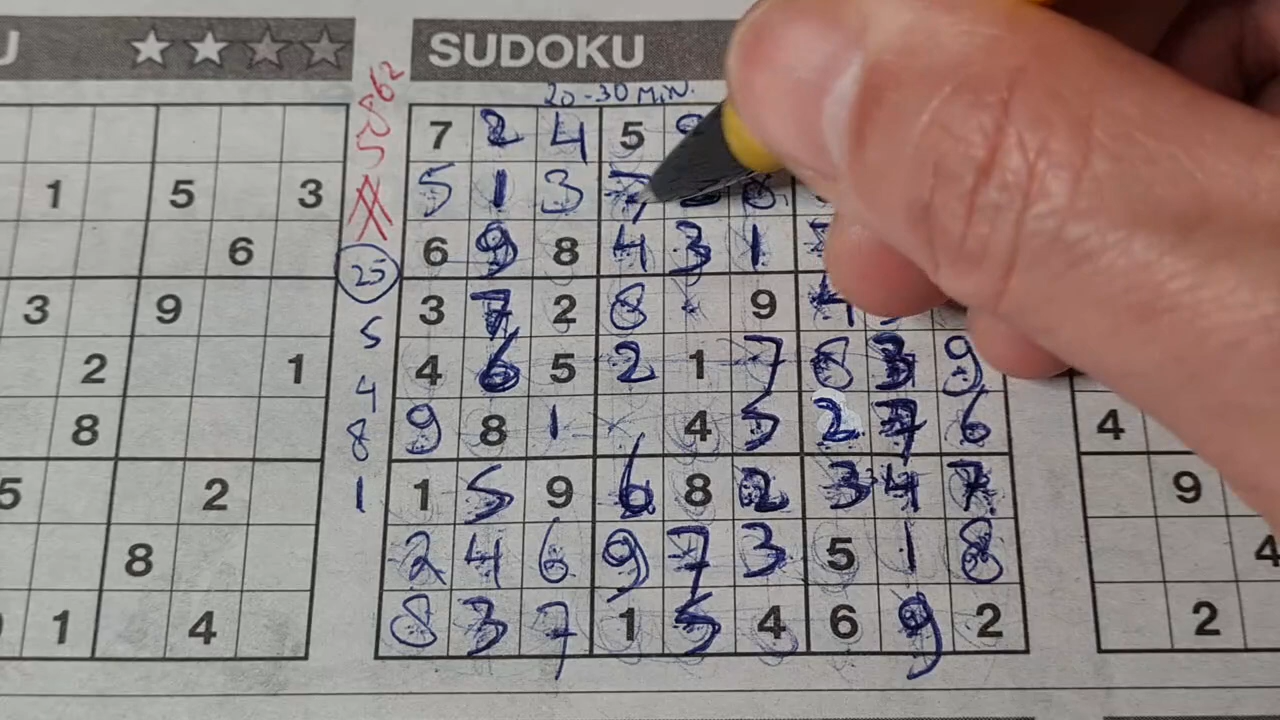 U SUDOKU
20-30 MIN.
7 2 4 5 9
5 1 3 7 8
6 9 8 4 3 1
3 7 2 8 9 4
4 6 5 2 1 7 8 3 9
9 8 1 4 5 2 7 6
1 5 9 6 8 2 3 4 7
2 4 6 9 7 3 5 1 8
8 3 7 1 5 4 6 9 2
25
5
4
8
1
1 5 3
6
3 9
2 1
8
5 2
8
1 4
4
9
4
2